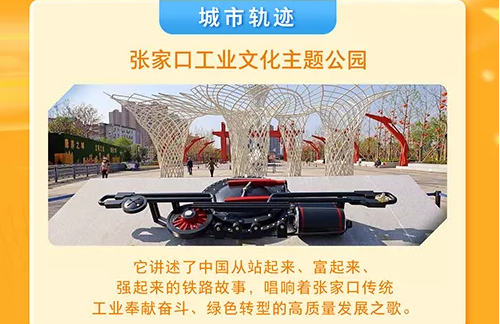 城市轨迹
张家口工业文化主题公园
它讲述了中国从站起来、富起来、
强起来的铁路故事，唱响着张家口传统
工业奉献奋斗、绿色转型的高质量发展之歌。